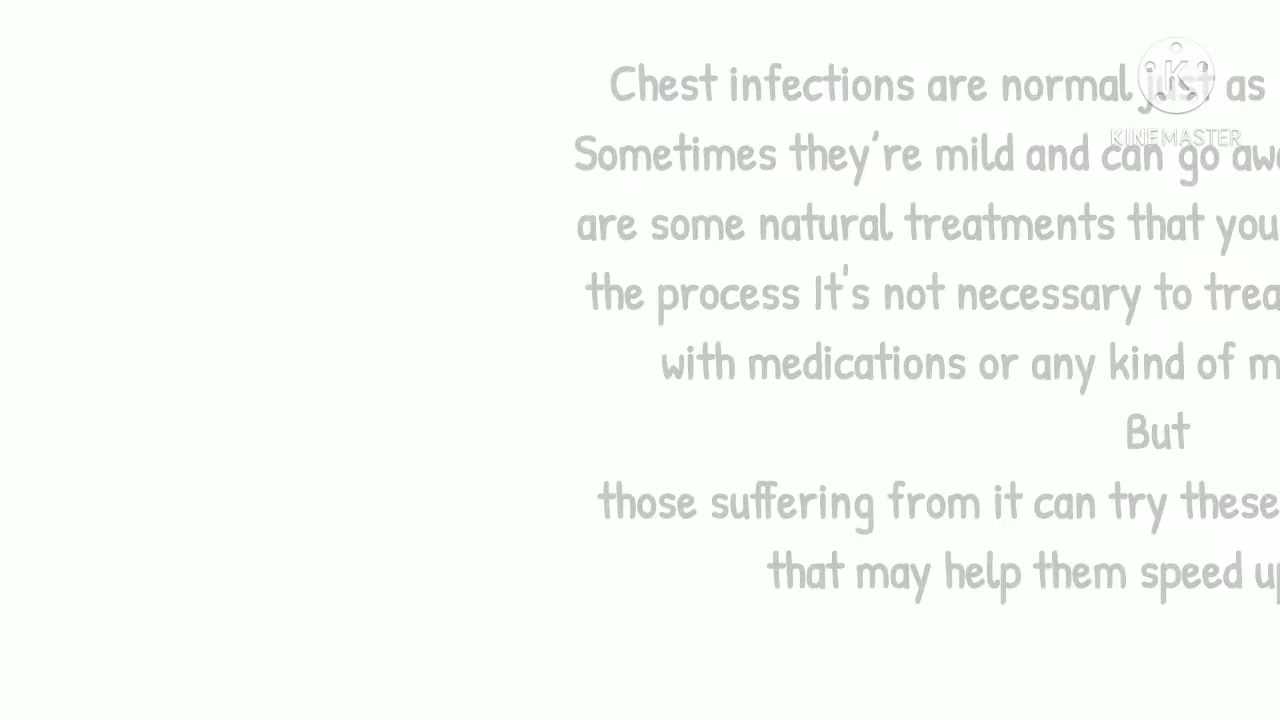 Chest infections are normal just as
KINEMASTER
Sometimes they're mild and can go
are some natural treatments that you
the process It's not necessary to
with medications or any kind of
But
those suffering from it can try these
that may help them speed